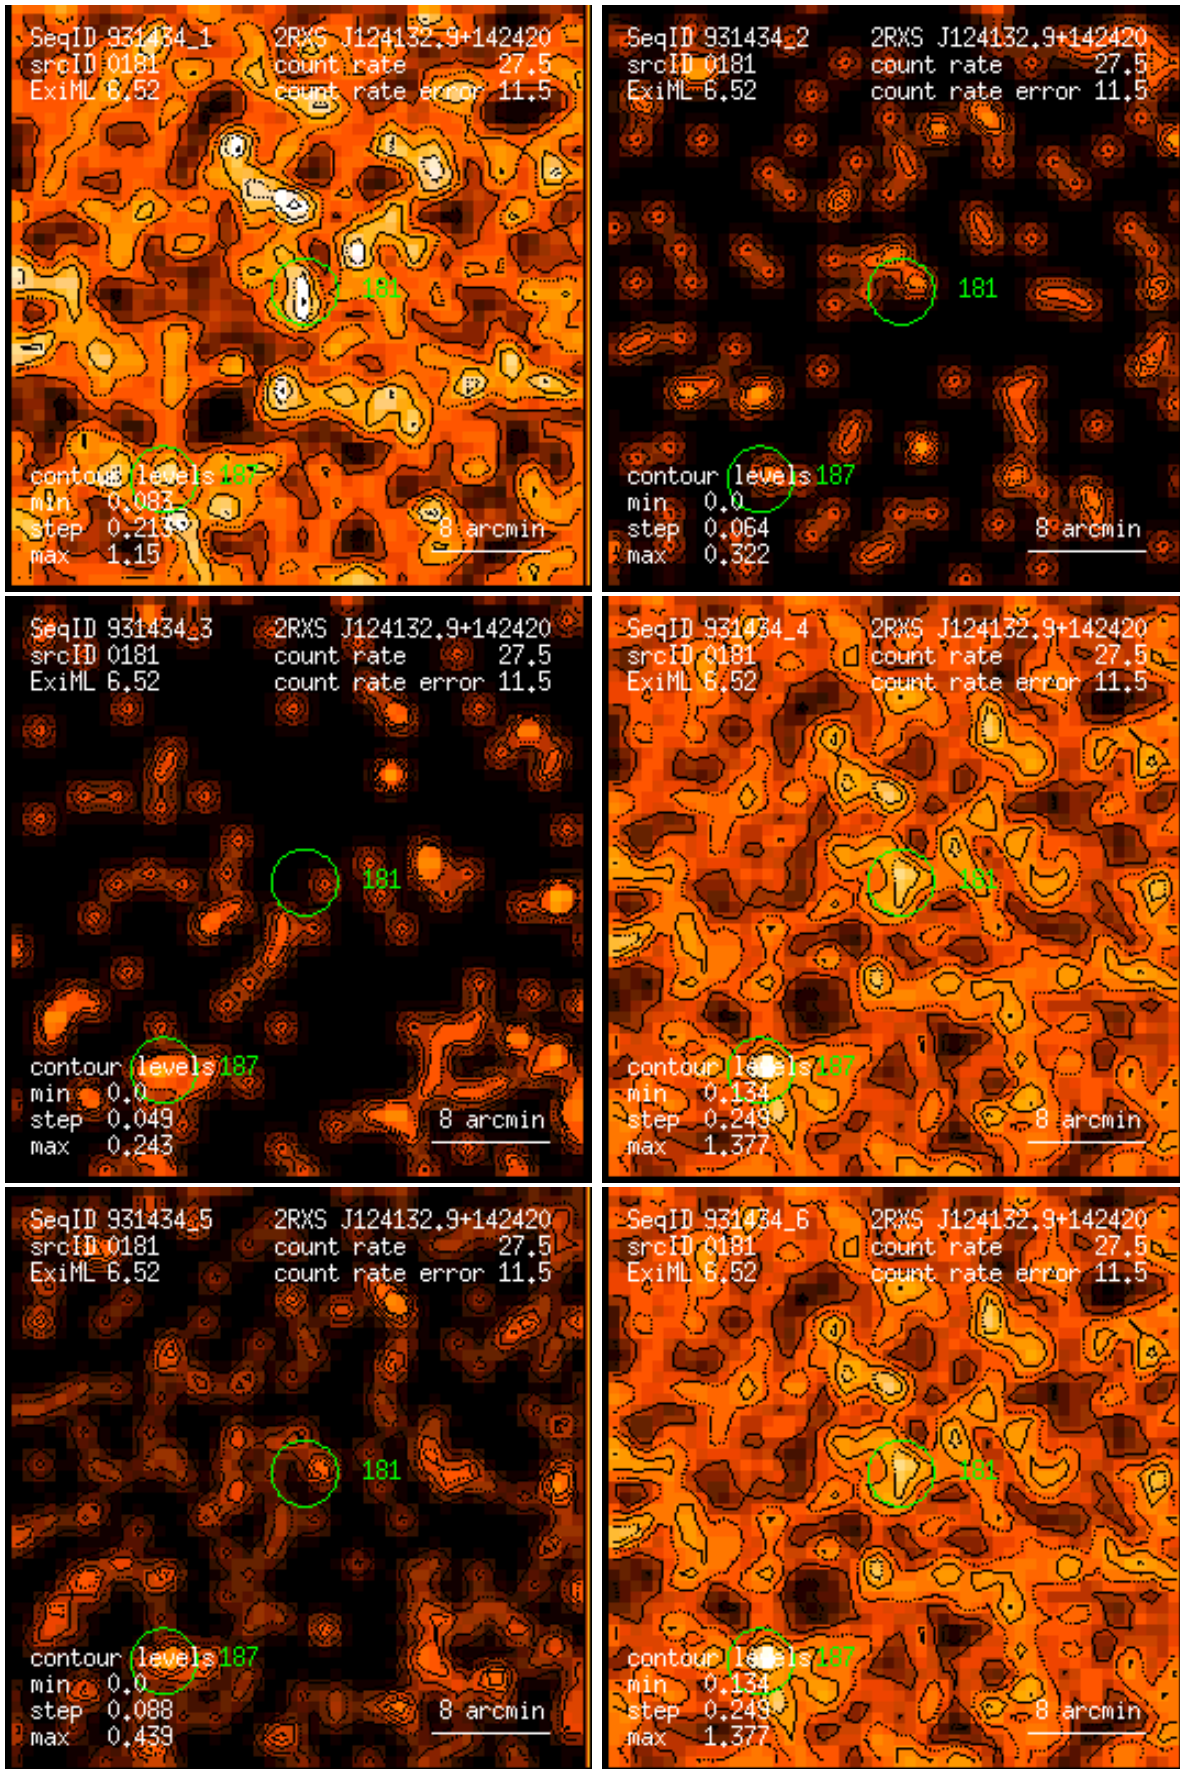 SeqID 931434_1 2RXS J124132.9+142420
srcID 0181 count rate 27.5
ExiML 6.52 count rate error 11.5
181
contour levels 187
min 0.083
step 0.213 8 arcmin
max 1.15
SeqID 931434_2 2RXS J124132.9+142420
srcID 0181 count rate 27.5
ExiML 6.52 count rate error 11.5
181
contour levels 187
min 0.0
step 0.064 8 arcmin
max 0.322
SeqID 931434_3 2RXS J124132.9+142420
srcID 0181 count rate 27.5
ExiML 6.52 count rate error 11.5
181
contour levels 187
min 0.0
step 0.049 8 arcmin
max 0.243
SeqID 931434_4 2RXS J124132.9+142420
srcID 0181 count rate 27.5
ExiML 6.52 count rate error 11.5
181
contour levels 187
min 0.134
step 0.249 8 arcmin
max 1.377
SeqID 931434_5 2RXS J124132.9+142420
srcID 0181 count rate 27.5
ExiML 6.52 count rate error 11.5
181
contour levels 187
min 0.0
step 0.088 8 arcmin
max 0.439
SeqID 931434_6 2RXS J124132.9+142420
srcID 0181 count rate 27.5
ExiML 6.52 count rate error 11.5
181
contour levels 187
min 0.134
step 0.249 8 arcmin
max 1.377